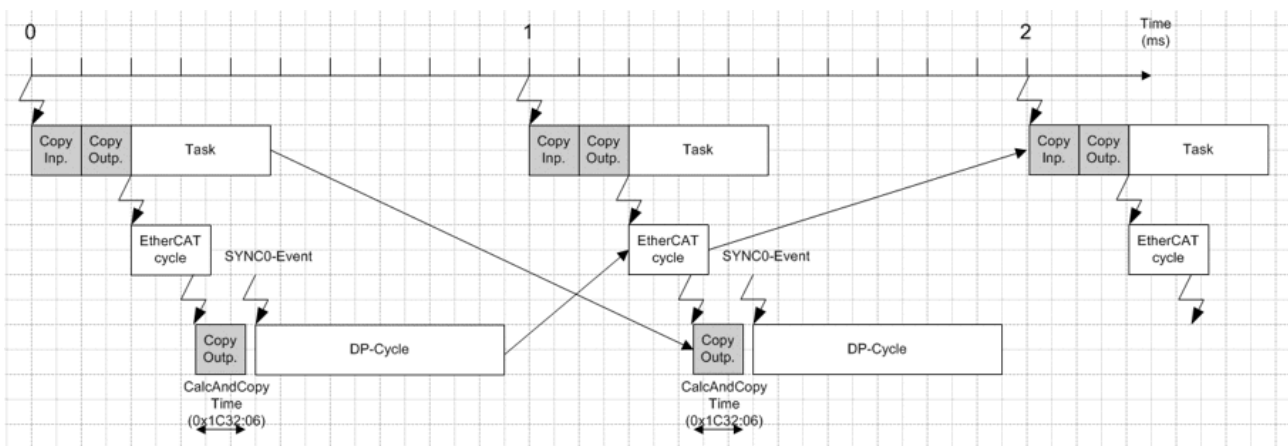 0
1
2
Time
(ms)
Copy
Inp.
Copy
Outp.
Task
Copy
Inp.
Copy
Outp.
Task
Copy
Inp.
Copy
Outp.
Task
EtherCAT
cycle
SYNC0-Event
EtherCAT
cycle
SYNC0-Event
EtherCAT
cycle
Copy
Outp.
DP-Cycle
Copy
Outp.
DP-Cycle
CalcAndCopy
Time
(0x1C32:06)
CalcAndCopy
Time
(0x1C32:06)